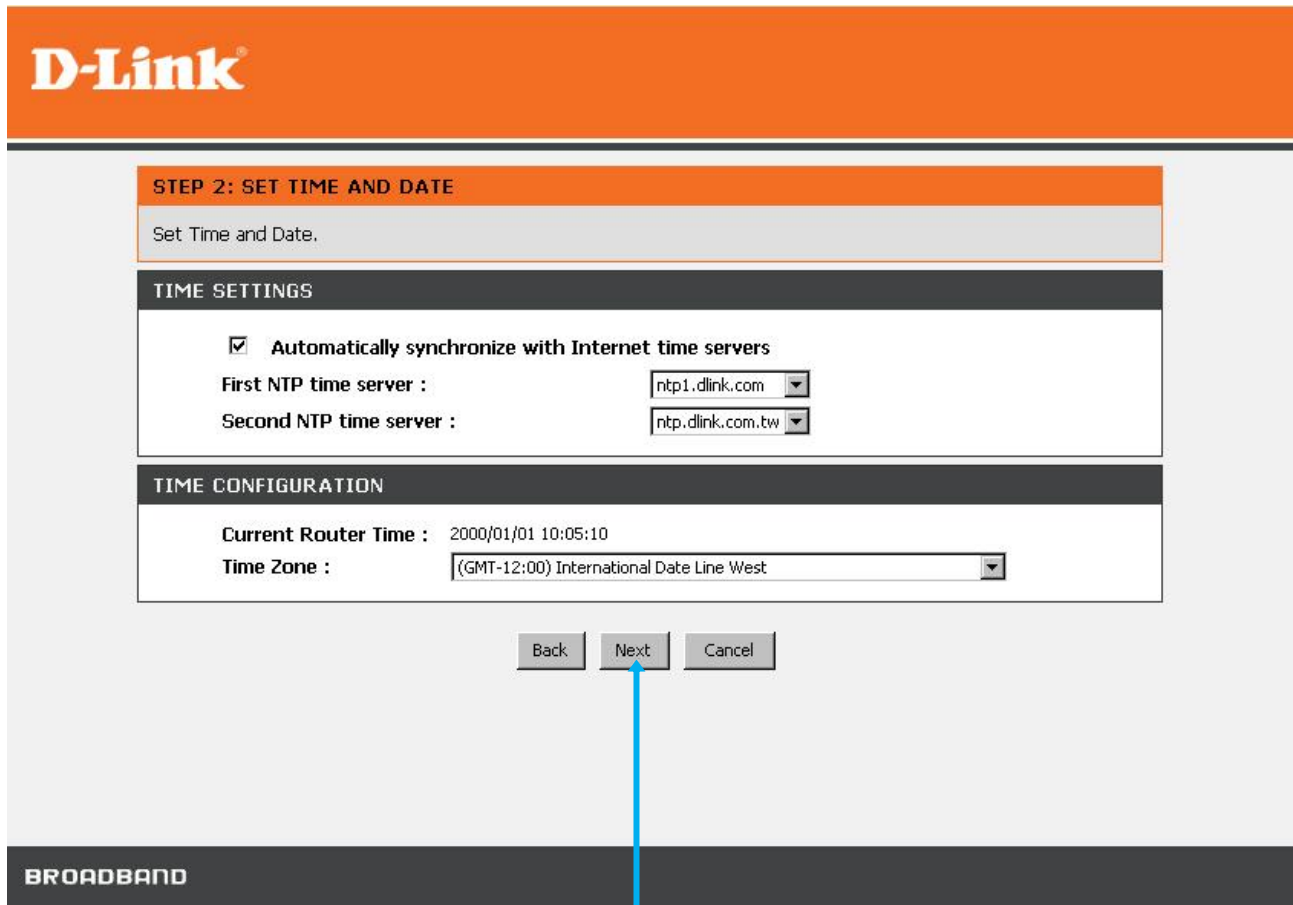 D-Link®
STEP 2: SET TIME AND DATE
Set Time and Date.
TIME SETTINGS
Automatically synchronize with Internet time servers
First NTP time server : ntp1.dlink.com
Second NTP time server : ntp.dlink.com.tw
TIME CONFIGURATION
Current Router Time : 2000/01/01 10:05:10
Time Zone : (GMT-12:00) International Date Line West
Back Next Cancel
BROADBAND